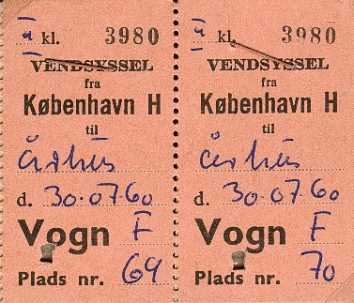 I kl. 3980
VENDSYSSEL
fra
København H
til
Århus
d. 30.07.60
Vogn F
Plads nr. 69
I kl. 3980
VENDSYSSEL
fra
København H
til
Århus
d. 30.07.60
Vogn F
Plads nr. 70